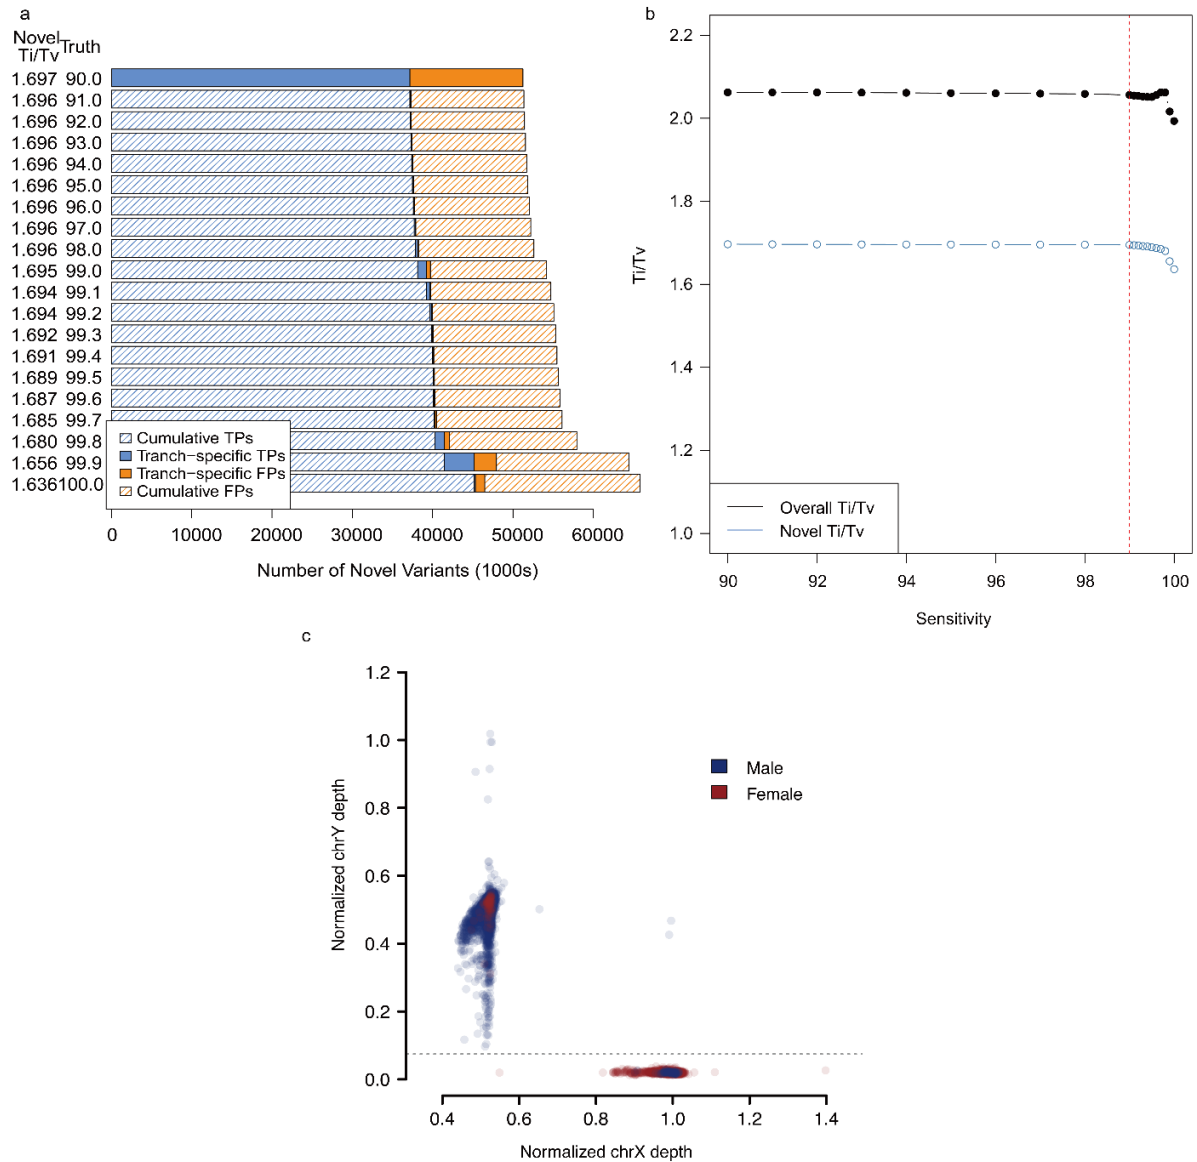 a
Novel
Ti/Tv Truth
1.697 90.0
1.696 91.0
1.696 92.0
1.696 93.0
1.696 94.0
1.696 95.0
1.696 96.0
1.696 97.0
1.696 98.0
1.695 99.0
1.694 99.1
1.694 99.2
1.692 99.3
1.691 99.4
1.689 99.5
1.687 99.6
1.685 99.7
1.680 99.8
1.656 99.9
1.636 100.0
Cumulative TPs
Tranch−specific TPs
Tranch−specific FPs
Cumulative FPs
0 10000 20000 30000 40000 50000 60000
Number of Novel Variants (1000s)
b
2.2
2.0
1.8
1.6
1.4
1.2
1.0
Ti/Tv
Overall Ti/Tv
Novel Ti/Tv
90 92 94 96 98 100
Sensitivity
c
1.2
1.0
0.8
0.6
0.4
0.2
0.0
Normalized chrY depth
Male
Female
0.4 0.6 0.8 1.0 1.2 1.4
Normalized chrX depth